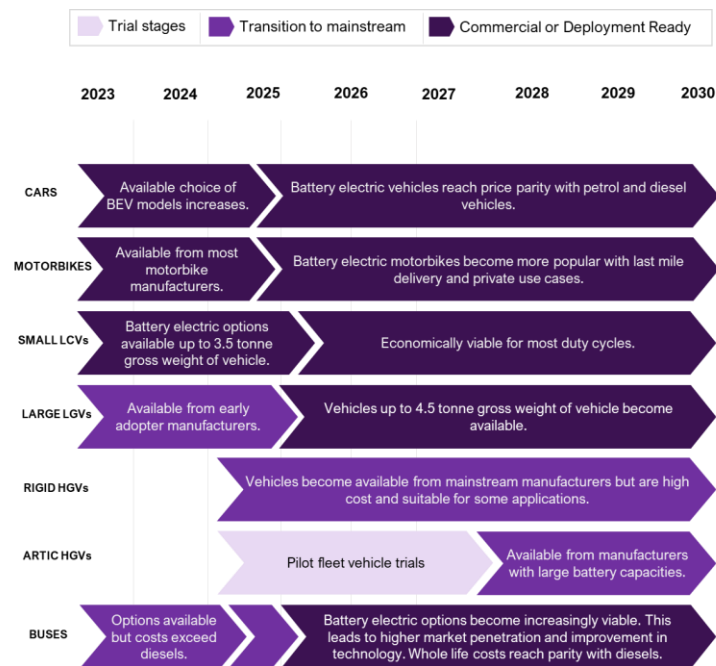 Trial stages
Transition to mainstream
Commercial or Deployment Ready
2023
2024
2025
2026
2027
2028
2029
2030
CARS
Available choice of
BEV models increases.
Battery electric vehicles reach price parity with petrol and diesel
vehicles.
MOTORBIKES
Available from most
motorbike
manufacturers.
Battery electric motorbikes become more popular with last mile
delivery and private use cases.
SMALL LCVs
Battery electric options
available up to 3.5 tonne
gross weight of vehicle.
Economically viable for most duty cycles.
LARGE LGVs
Available from early
adopter manufacturers.
Vehicles up to 4.5 tonne gross weight of vehicle become
available.
RIGID HGVs
Vehicles become available from mainstream manufacturers but are high
cost and suitable for some applications.
ARTIC HGVs
Pilot fleet vehicle trials
Available from manufacturers
with large battery capacities.
BUSES
Options available
but costs exceed
diesels.
Battery electric options become increasingly viable. This
leads to higher market penetration and improvement in
technology. Whole life costs reach parity with diesels.